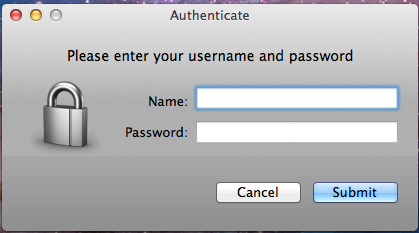 Authenticate
Please enter your username and password
Name:
Password:
Cancel Submit